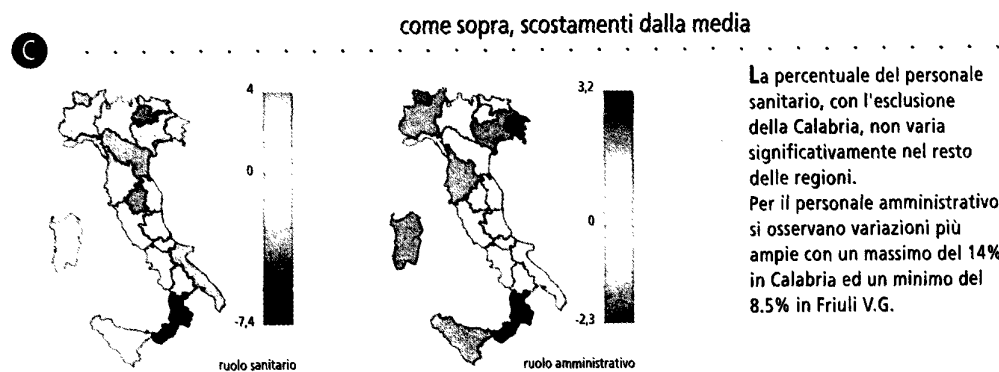 come sopra, scostamenti dalla media
C
4
0
-7,4
ruolo sanitario
3,2
0
-2,3
ruolo amministrativo
La percentuale del personale
sanitario, con l'esclusione
della Calabria, non varia
significativamente nel resto
delle regioni.
Per il personale amministrativo
si osservano variazioni più
ampie con un massimo del 14%
in Calabria ed un minimo del
8.5% in Friuli V.G.